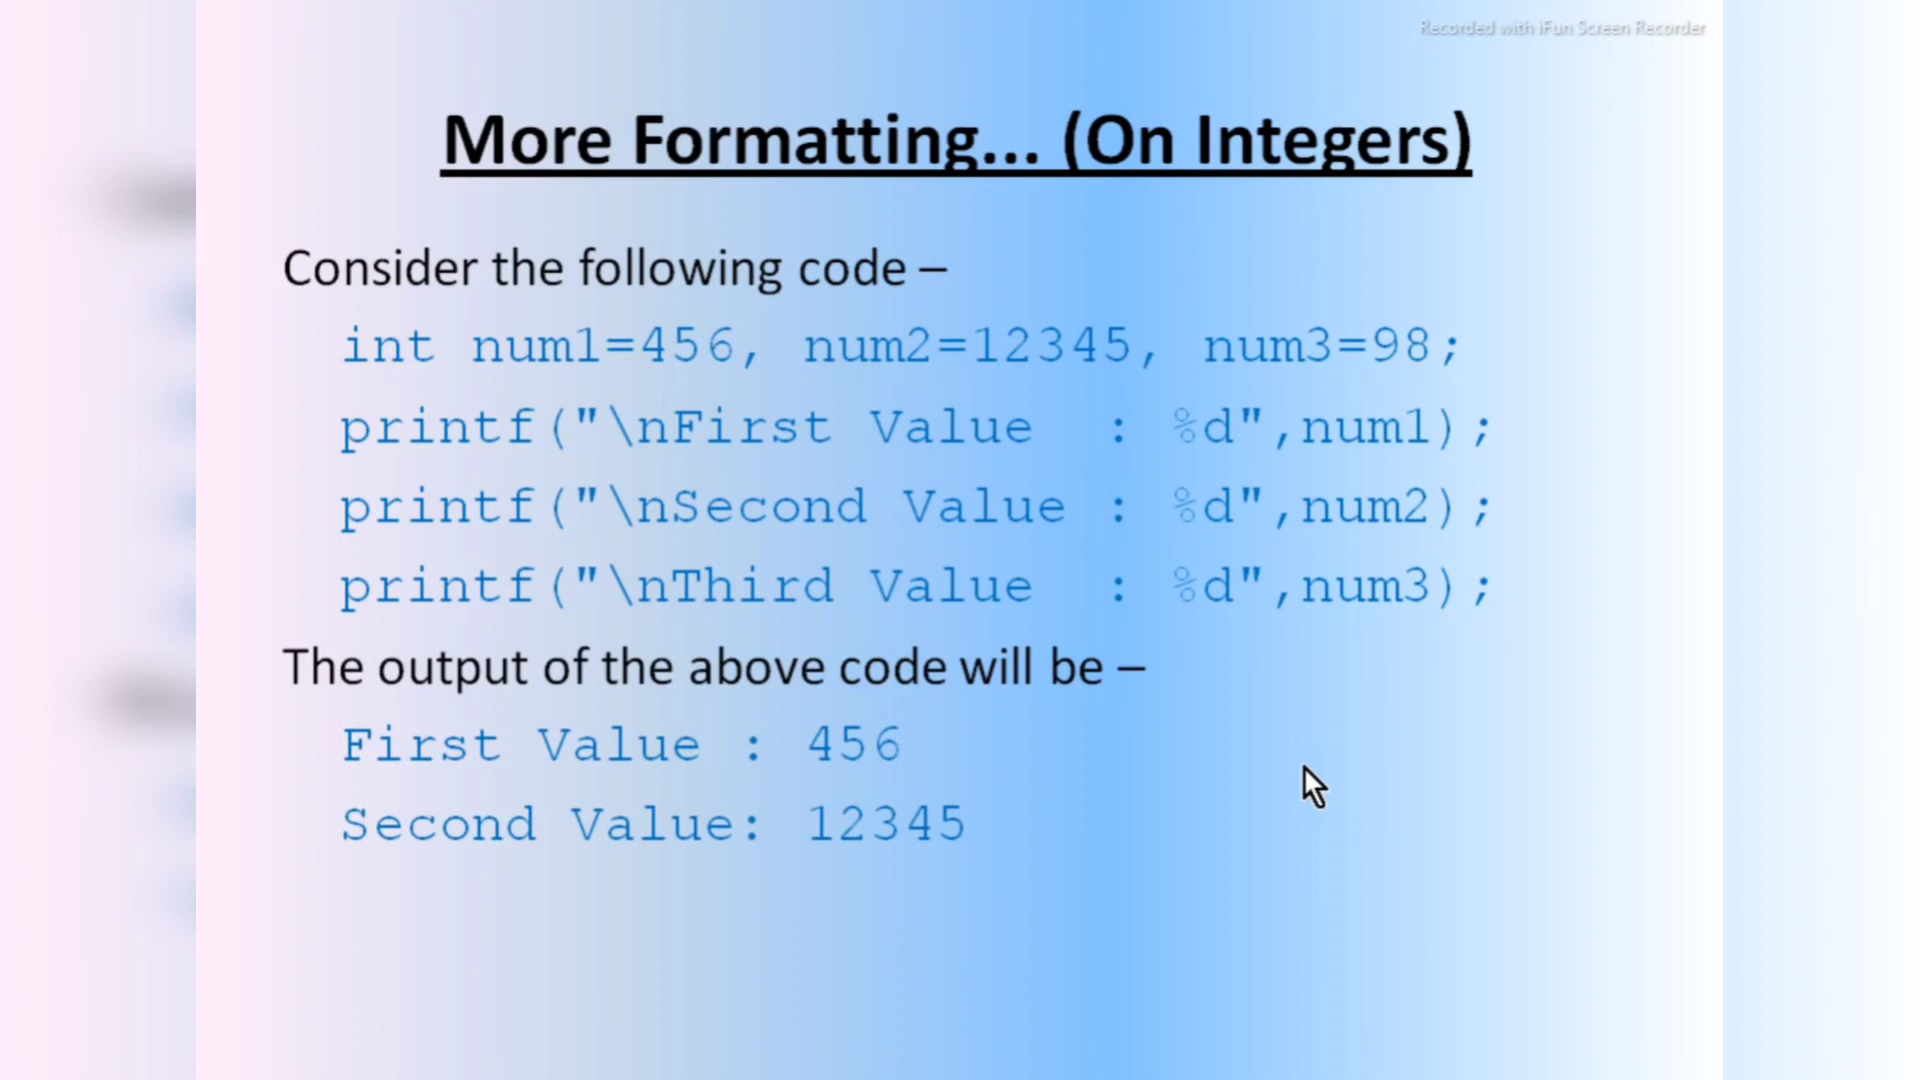 Recorded with iFun Screen Recorder
More Formatting... (On Integers)
Consider the following code –
int num1=456, num2=12345, num3=98;
printf("\nFirst Value  : %d",num1);
printf("\nSecond Value : %d",num2);
printf("\nThird Value  : %d",num3);
The output of the above code will be –
First Value : 456
Second Value: 12345